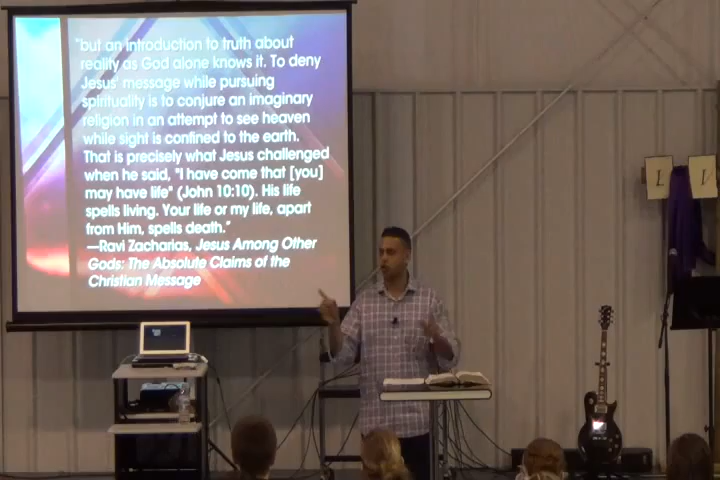 "but an introduction to truth about
reality as God alone knows it. To deny
Jesus' message while pursuing
spirituality is to conjure an imaginary
religion in an attempt to see heaven
while sight is confined to the earth.
That is precisely what Jesus challenged
when he said, "I have come that [you]
may have life" (John 10:10). His life
spells living. Your life or my life, apart
from Him, spells death."
—Ravi Zacharias, Jesus Among Other
Gods: The Absolute Claims of the
Christian Message
L V